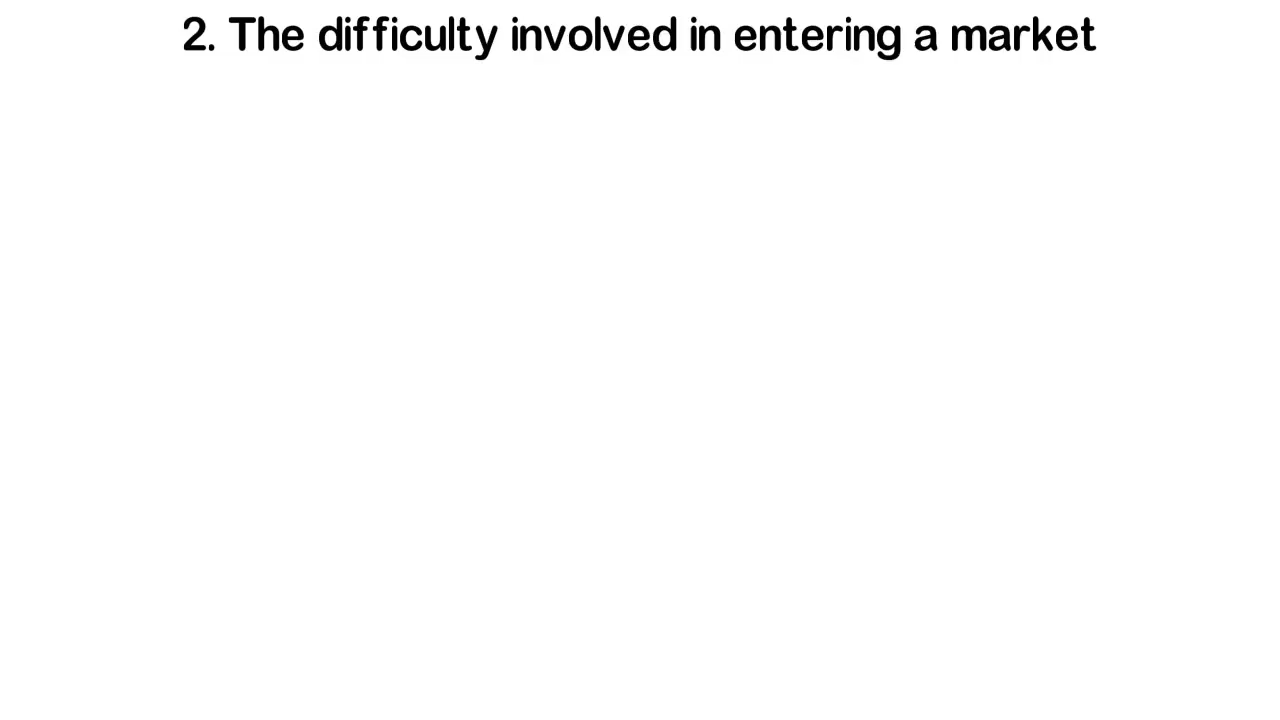 2. The difficulty involved in entering a market